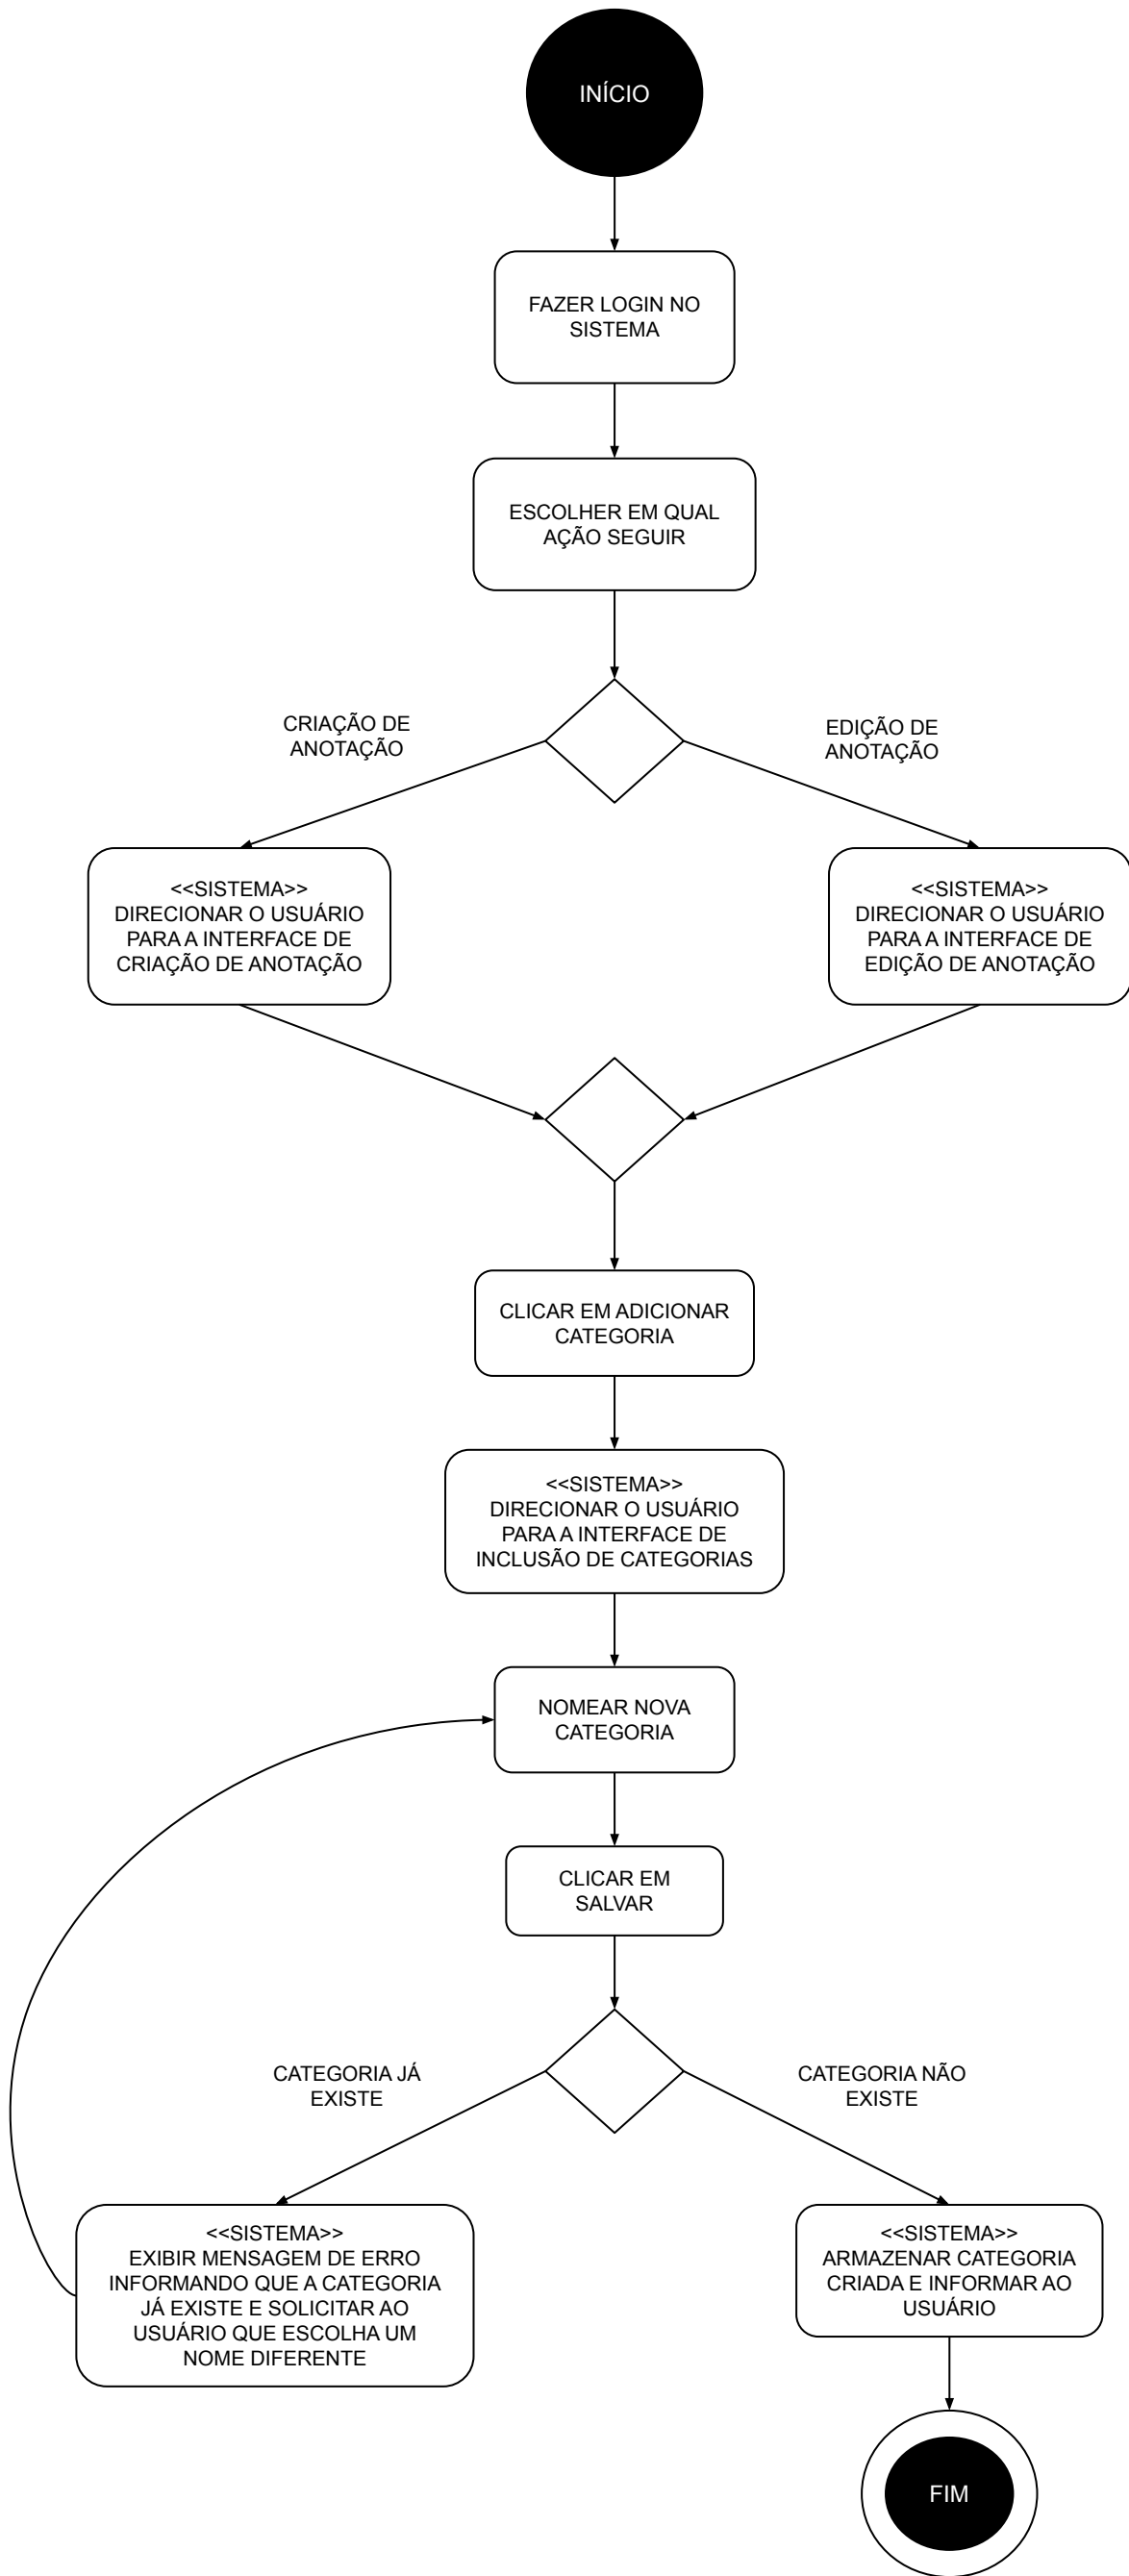 INÍCIO
FAZER LOGIN NO
SISTEMA
ESCOLHER EM QUAL
AÇÃO SEGUIR
CRIAÇÃO DE
ANOTAÇÃO
EDIÇÃO DE
ANOTAÇÃO
<<SISTEMA>>
DIRECIONAR O USUÁRIO
PARA A INTERFACE DE
CRIAÇÃO DE ANOTAÇÃO
<<SISTEMA>>
DIRECIONAR O USUÁRIO
PARA A INTERFACE DE
EDIÇÃO DE ANOTAÇÃO
CLICAR EM ADICIONAR
CATEGORIA
<<SISTEMA>>
DIRECIONAR O USUÁRIO
PARA A INTERFACE DE
INCLUSÃO DE CATEGORIAS
NOMEAR NOVA
CATEGORIA
CLICAR EM
SALVAR
CATEGORIA JÁ
EXISTE
CATEGORIA NÃO
EXISTE
<<SISTEMA>>
EXIBIR MENSAGEM DE ERRO
INFORMANDO QUE A CATEGORIA
JÁ EXISTE E SOLICITAR AO
USUÁRIO QUE ESCOLHA UM
NOME DIFERENTE
<<SISTEMA>>
ARMAZENAR CATEGORIA
CRIADA E INFORMAR AO
USUÁRIO
FIM